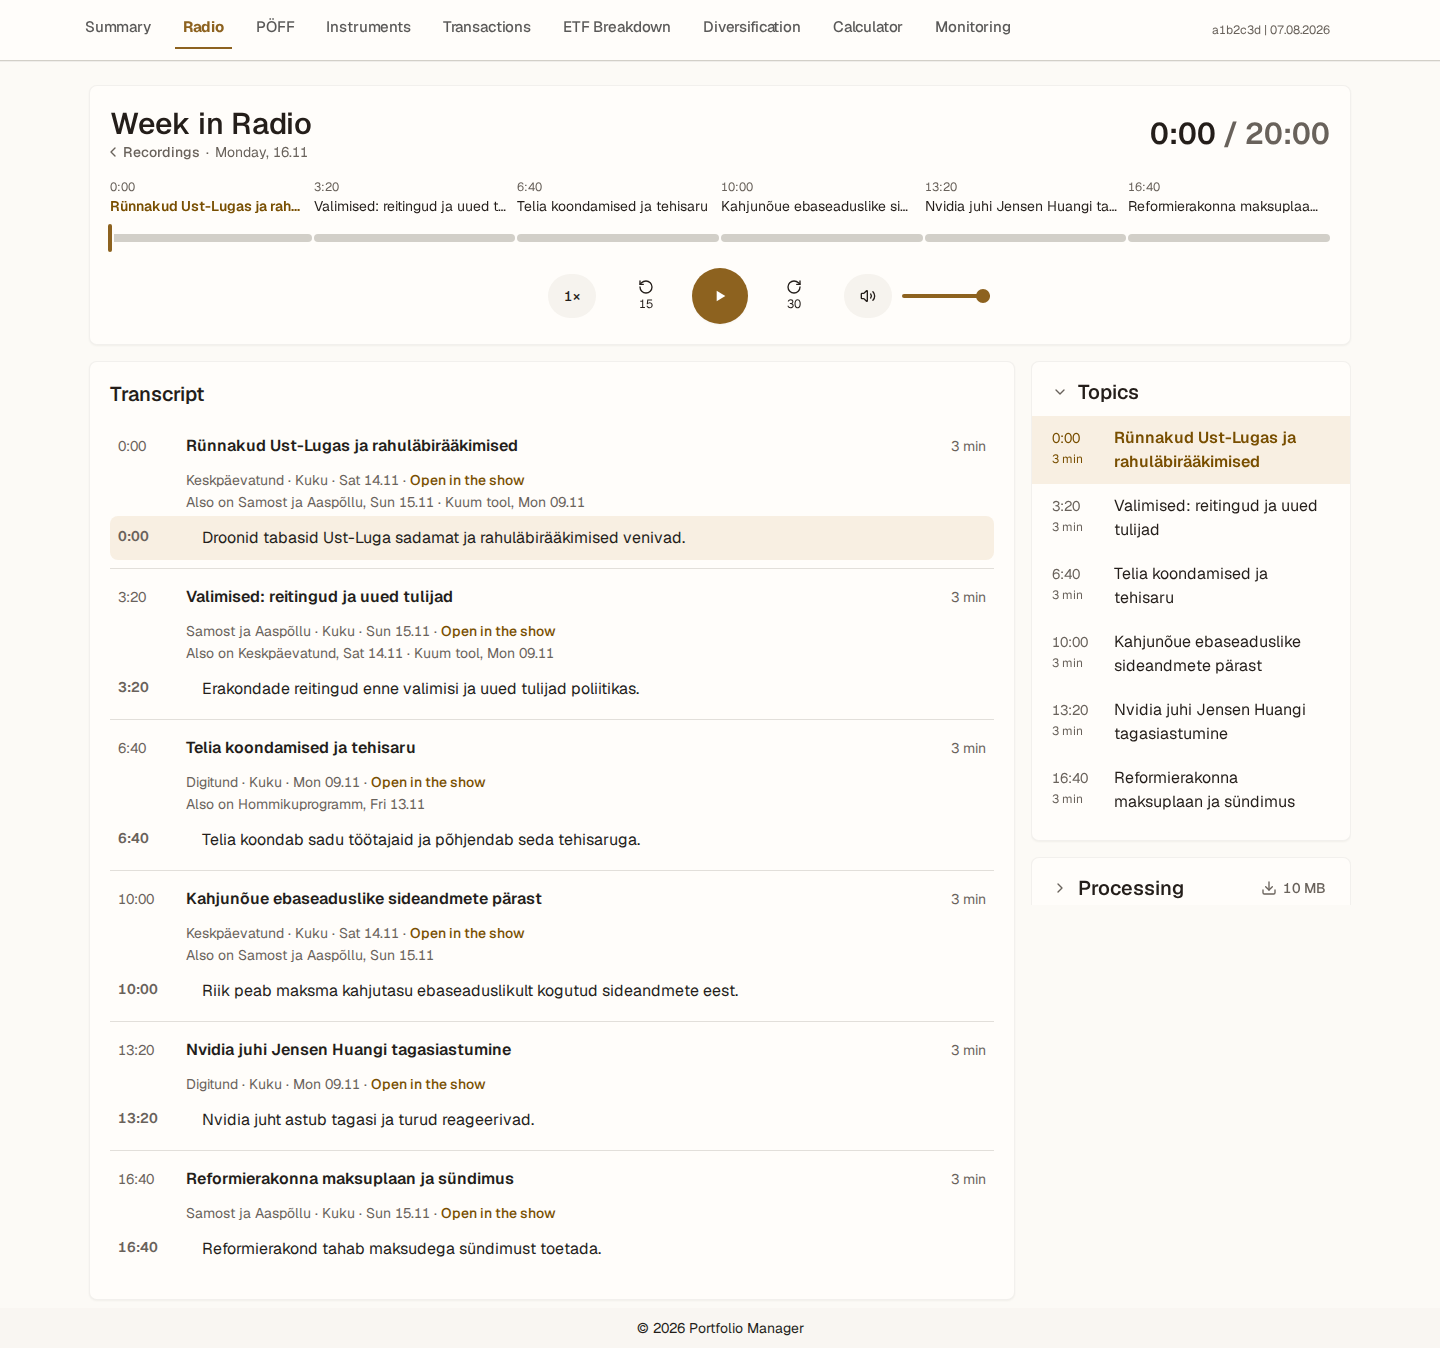 Summary Radio PÖFF Instruments Transactions ETF Breakdown Diversification Calculator Monitoring a1b2c3d | 07.08.2026
Week in Radio
Recordings · Monday, 16.11
0:00 / 20:00
0:00 3:20 6:40 10:00 13:20 16:40
Rünnakud Ust-Lugas ja rah... Valimised: reitingud ja uued t... Telia koondamised ja tehisaru Kahjunõue ebaseaduslike si... Nvidia juhi Jensen Huangi ta... Reformierakonna maksuplaa...
1×
15
30
Transcript
0:00 Rünnakud Ust-Lugas ja rahuläbirääkimised 3 min
Keskpäevatund · Kuku · Sat 14.11 · Open in the show
Also on Samost ja Aaspõllu, Sun 15.11 · Kuum tool, Mon 09.11
0:00 Droonid tabasid Ust-Luga sadamat ja rahuläbirääkimised venivad.
3:20 Valimised: reitingud ja uued tulijad 3 min
Samost ja Aaspõllu · Kuku · Sun 15.11 · Open in the show
Also on Keskpäevatund, Sat 14.11 · Kuum tool, Mon 09.11
3:20 Erakondade reitingud enne valimisi ja uued tulijad poliitikas.
6:40 Telia koondamised ja tehisaru 3 min
Digitund · Kuku · Mon 09.11 · Open in the show
Also on Hommikuprogramm, Fri 13.11
6:40 Telia koondab sadu töötajaid ja põhjendab seda tehisaruga.
10:00 Kahjunõue ebaseaduslike sideandmete pärast 3 min
Keskpäevatund · Kuku · Sat 14.11 · Open in the show
Also on Samost ja Aaspõllu, Sun 15.11
10:00 Riik peab maksma kahjutasu ebaseaduslikult kogutud sideandmete eest.
13:20 Nvidia juhi Jensen Huangi tagasiastumine 3 min
Digitund · Kuku · Mon 09.11 · Open in the show
13:20 Nvidia juht astub tagasi ja turud reageerivad.
16:40 Reformierakonna maksuplaan ja sündimus 3 min
Samost ja Aaspõllu · Kuku · Sun 15.11 · Open in the show
16:40 Reformierakond tahab maksudega sündimust toetada.
Topics
0:00 Rünnakud Ust-Lugas ja
3 min rahuläbirääkimised
3:20 Valimised: reitingud ja uued
3 min tulijad
6:40 Telia koondamised ja
3 min tehisaru
10:00 Kahjunõue ebaseaduslike
3 min sideandmete pärast
13:20 Nvidia juhi Jensen Huangi
3 min tagasiastumine
16:40 Reformierakonna
3 min maksuplaan ja sündimus
Processing 10 MB
© 2026 Portfolio Manager